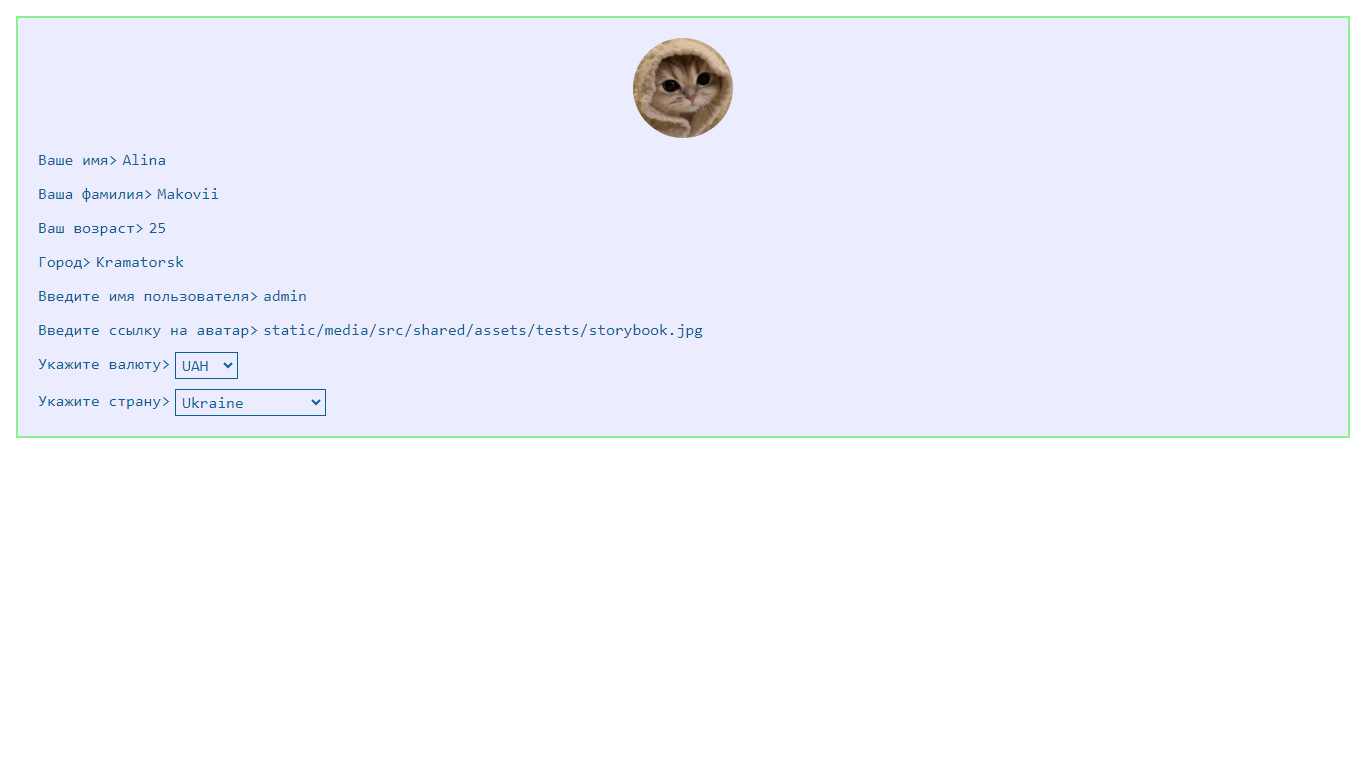 Ваше имя> Alina
Ваша фамилия> Makovii
Ваш возраст> 25
Город> Kramatorsk
Введите имя пользователя> admin
Введите ссылку на аватар> static/media/src/shared/assets/tests/storybook.jpg
Укажите валюту> UAH
Укажите страну> Ukraine